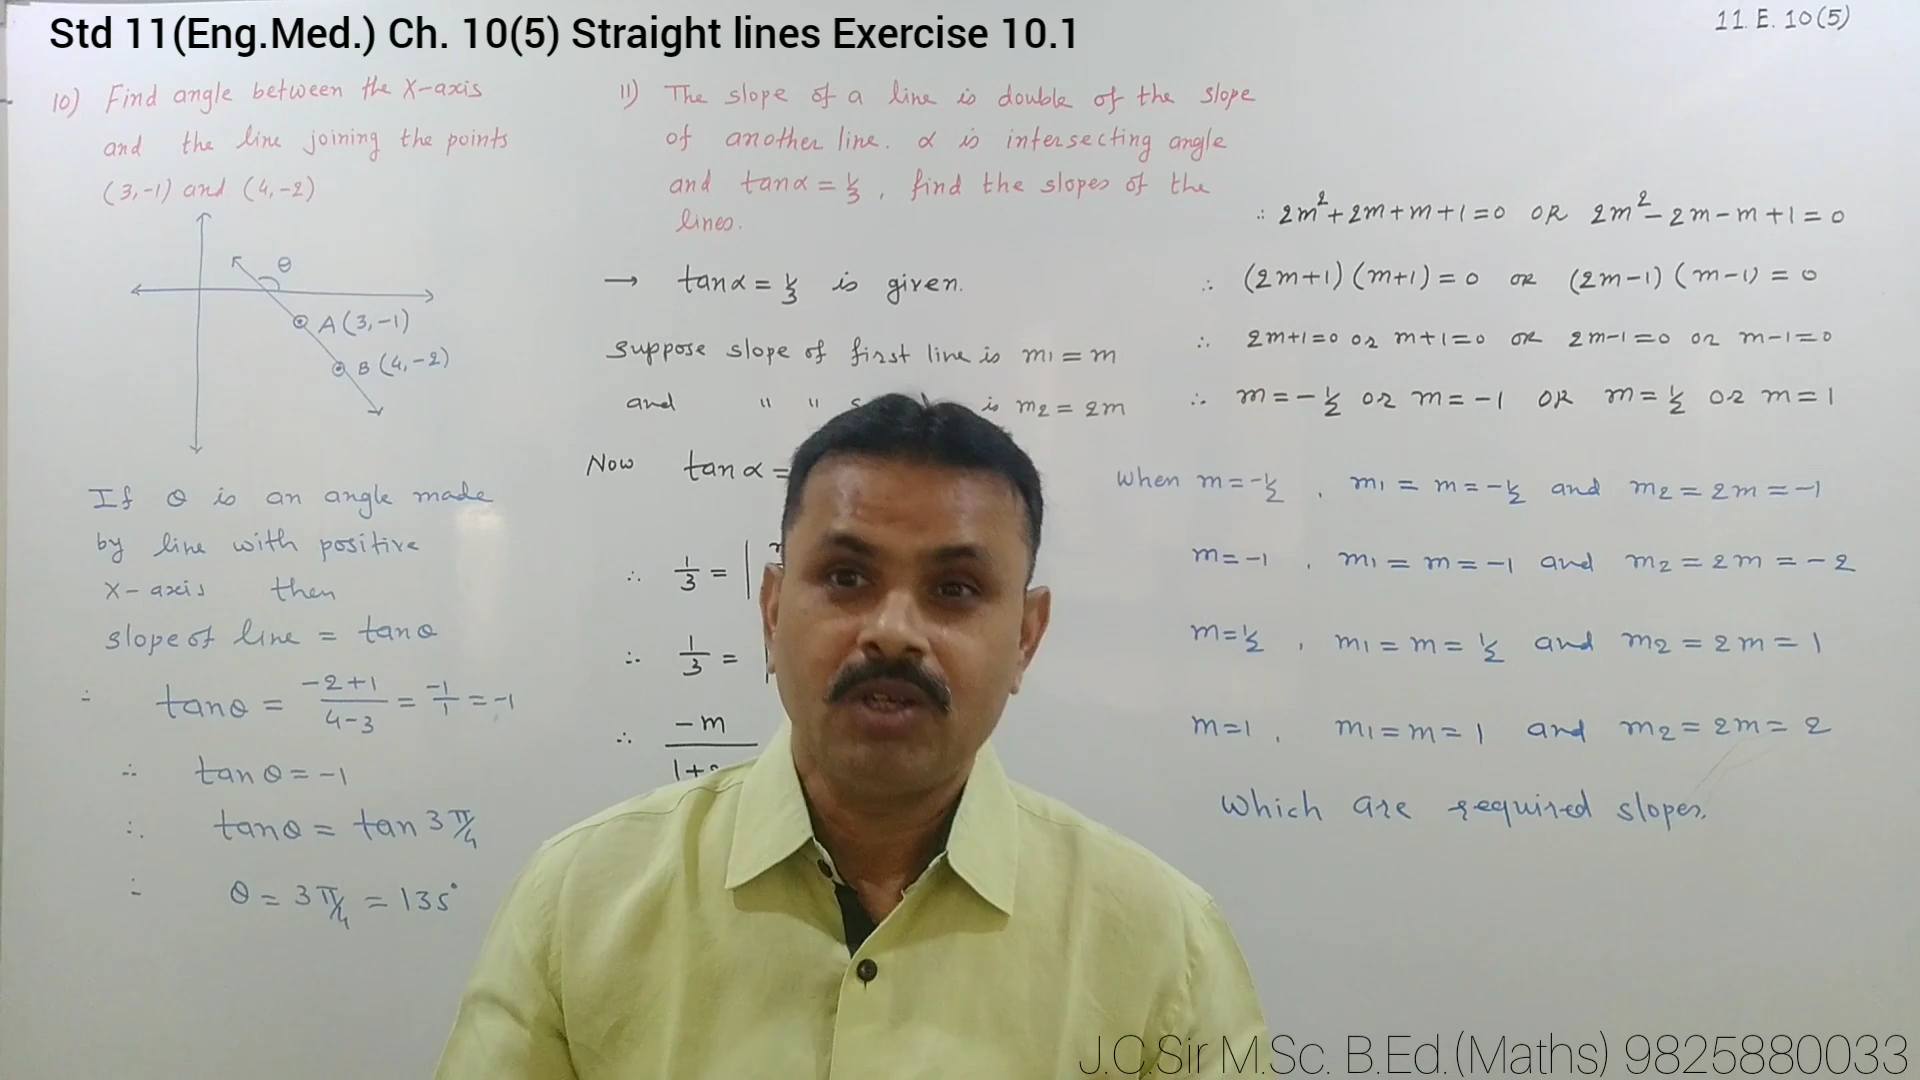 Std 11(Eng.Med.) Ch. 10(5) Straight lines Exercise 10.1
11. E. 10(5)
10) Find angle between the X-axis
and the line joining the points
(3,-1) and (4,-2)
θ
A(3,-1)
B(4,-2)
If θ is an angle made
by line with positive
X-axis then
slope of line = tanθ
∴ tanθ = (-2+1)/(4-3) = -1/1 = -1
∴ tanθ = -1
∴ tanθ = tan 3π/4
∴ θ = 3π/4 = 135°
11) The slope of a line is double of the slope
of another line. α is intersecting angle
and tanα = 1/3, find the slopes of the
lines.
→ tanα = 1/3 is given.
Suppose slope of first line is m1 = m
and " " is m2 = 2m
Now tanα =
∴ 1/3 = |
∴ 1/3 = |
∴ -m
∴ 2m²+2m+m+1=0 OR 2m²-2m-m+1=0
∴ (2m+1)(m+1)=0 or (2m-1)(m-1)=0
∴ 2m+1=0 or m+1=0 or 2m-1=0 or m-1=0
∴ m=-1/2 or m=-1 OR m=1/2 or m=1
When m=-1/2, m1=m=-1/2 and m2=2m=-1
m=-1, m1=m=-1 and m2=2m=-2
m=1/2, m1=m=1/2 and m2=2m=1
m=1, m1=m=1 and m2=2m=2
Which are required slopes.
J.C.Sir M.Sc. B.Ed.(Maths) 9825880033